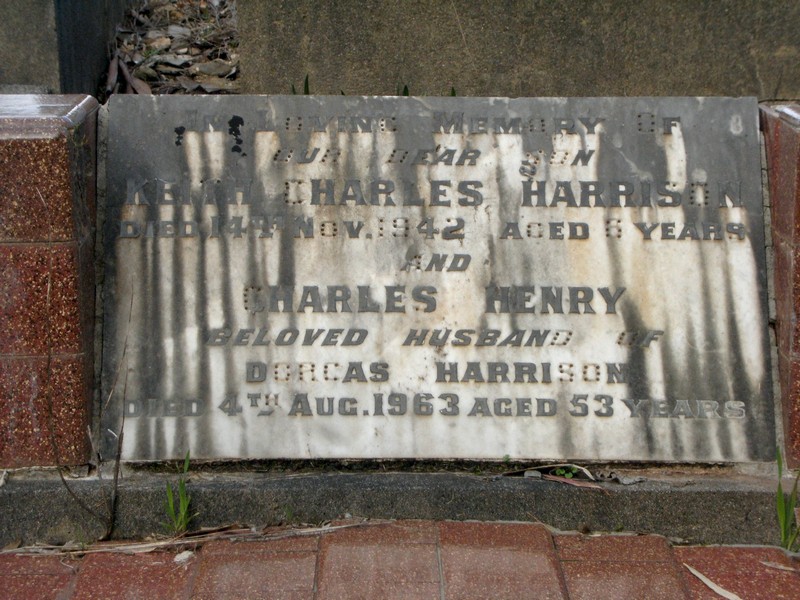 IN LOVING MEMORY OF
OUR DEAR SON
KEITH CHARLES HARRISON
DIED 14TH NOV. 1942 AGED 6 YEARS
AND
CHARLES HENRY
BELOVED HUSBAND OF
DORCAS HARRISON
DIED 4TH AUG. 1963 AGED 53 YEARS